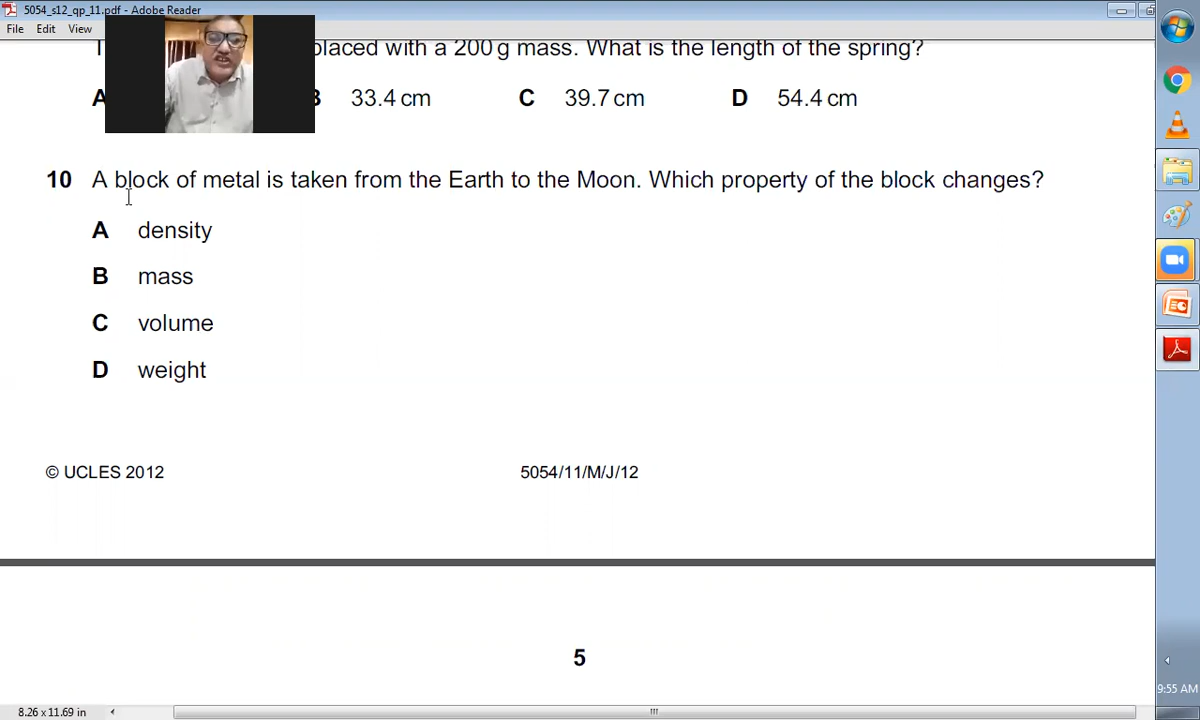 5054_s12_qp_11.pdf - Adobe Reader
File Edit View
placed with a 200 g mass. What is the length of the spring?
A 33.4 cm C 39.7 cm D 54.4 cm
10 A block of metal is taken from the Earth to the Moon. Which property of the block changes?
A density
B mass
C volume
D weight
© UCLES 2012 5054/11/M/J/12
5
9:55 AM
8.26 x 11.69 in